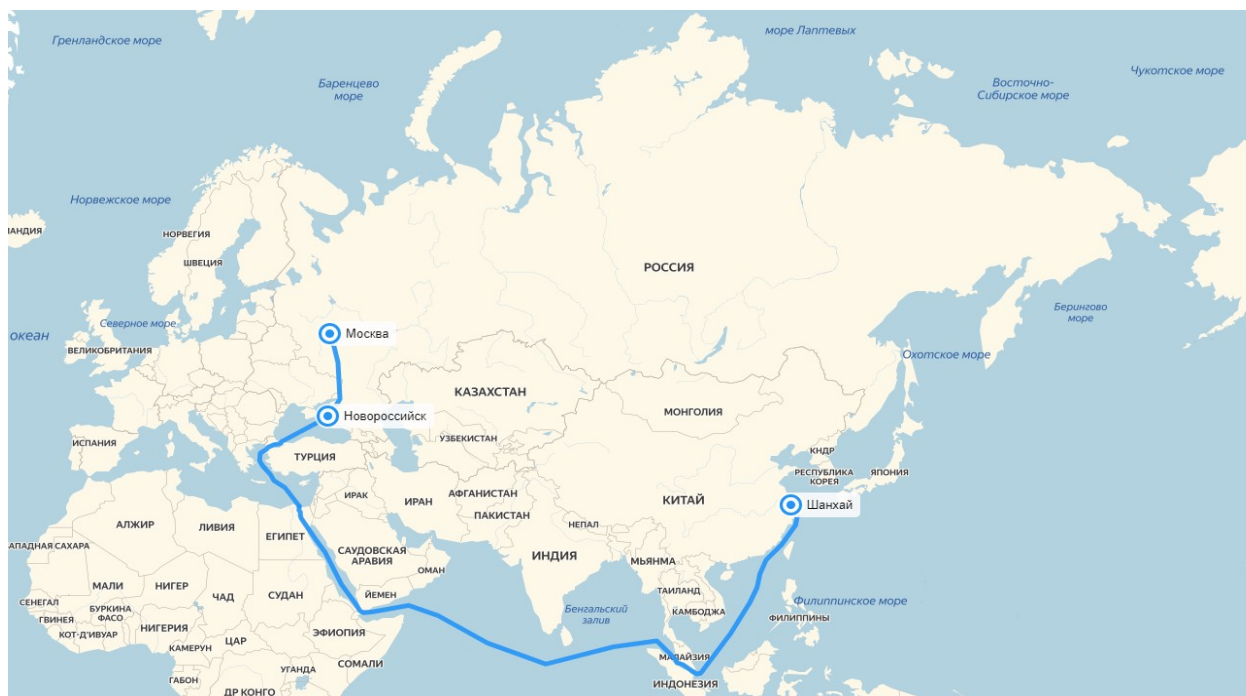 Гренландское море
море Лаптевых
Баренцево
море
Восточно-
Сибирское море
Чукотское море
Норвежское море
НОРВЕГИЯ
ШВЕЦИЯ
РОССИЯ
Берингово
море
Северное море
океан
ВЕЛИКОБРИТАНИЯ
Москва
Охотское море
КАЗАХСТАН
МОНГОЛИЯ
Новороссийск
ИСПАНИЯ
УЗБЕКИСТАН
ТУРЦИЯ
КНДР
РЕСПУБЛИКА
КОРЕЯ
ЯПОНИЯ
ИРАК
ИРАН
АФГАНИСТАН
КИТАЙ
Шанхай
ПАКИСТАН
АЛЖИР
ЛИВИЯ
ЕГИПЕТ
НЕПАЛ
АПАДНАЯ САХАРА
САУДОВСКАЯ
АРАВИЯ
ИНДИЯ
МЬЯНМА
ОМАН
МАЛИ
НИГЕР
ЧАД
СУДАН
ЙЕМЕН
ТАИЛАНД
СЕНЕГАЛ
БУРКИНА
ФАСО
ГВИНЕЯ
Бенгальский
залив
КАМБОДЖА
Филиппинское море
ФИЛИППИНЫ
КОТ-Д'ИВУАР
НИГЕРИЯ
ЦАР
ЭФИОПИЯ
КАМЕРУН
МАЛАЙЗИЯ
УГАНДА
СОМАЛИ
ГАБОН
ДР КОНГО
ИНДОНЕЗИЯ